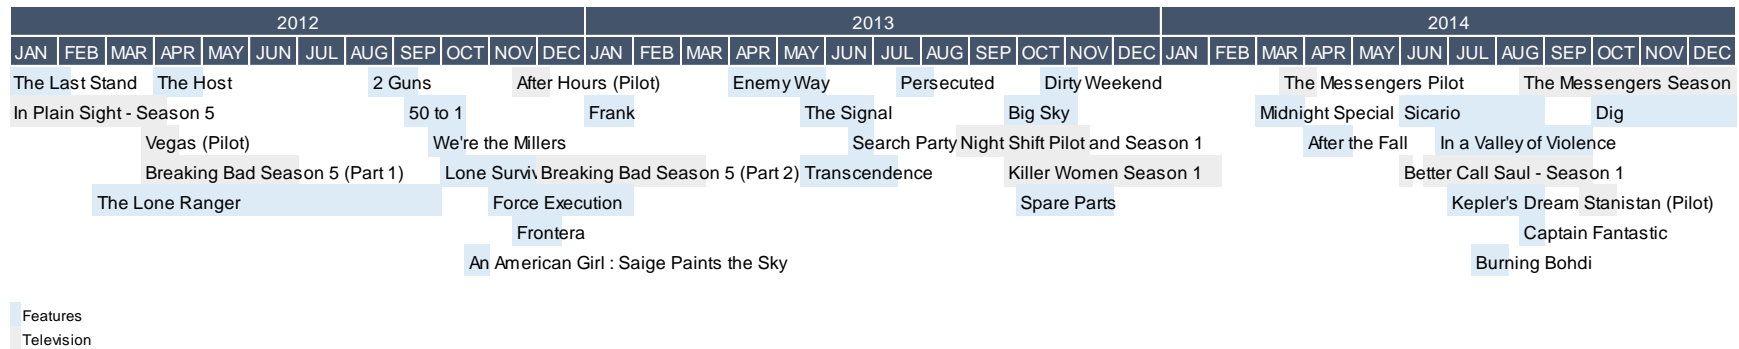 2012 2013 2014
JAN FEB MAR APR MAY JUN JUL AUG SEP OCT NOV DEC JAN FEB MAR APR MAY JUN JUL AUG SEP OCT NOV DEC JAN FEB MAR APR MAY JUN JUL AUG SEP OCT NOV DEC
The Last Stand The Host 2 Guns After Hours (Pilot) Enemy Way Persecuted Dirty Weekend The Messengers Pilot The Messengers Season
In Plain Sight - Season 5 50 to 1 Frank The Signal Big Sky Midnight Special Sicario Dig
Vegas (Pilot) We're the Millers Search Party Night Shift Pilot and Season 1 After the Fall In a Valley of Violence
Breaking Bad Season 5 (Part 1) Lone Surviv Breaking Bad Season 5 (Part 2) Transcendence Killer Women Season 1 Better Call Saul - Season 1
The Lone Ranger Force Execution Spare Parts Kepler's Dream Stanistan (Pilot)
Frontera Captain Fantastic
An American Girl : Saige Paints the Sky Burning Bohdi
Features
Television